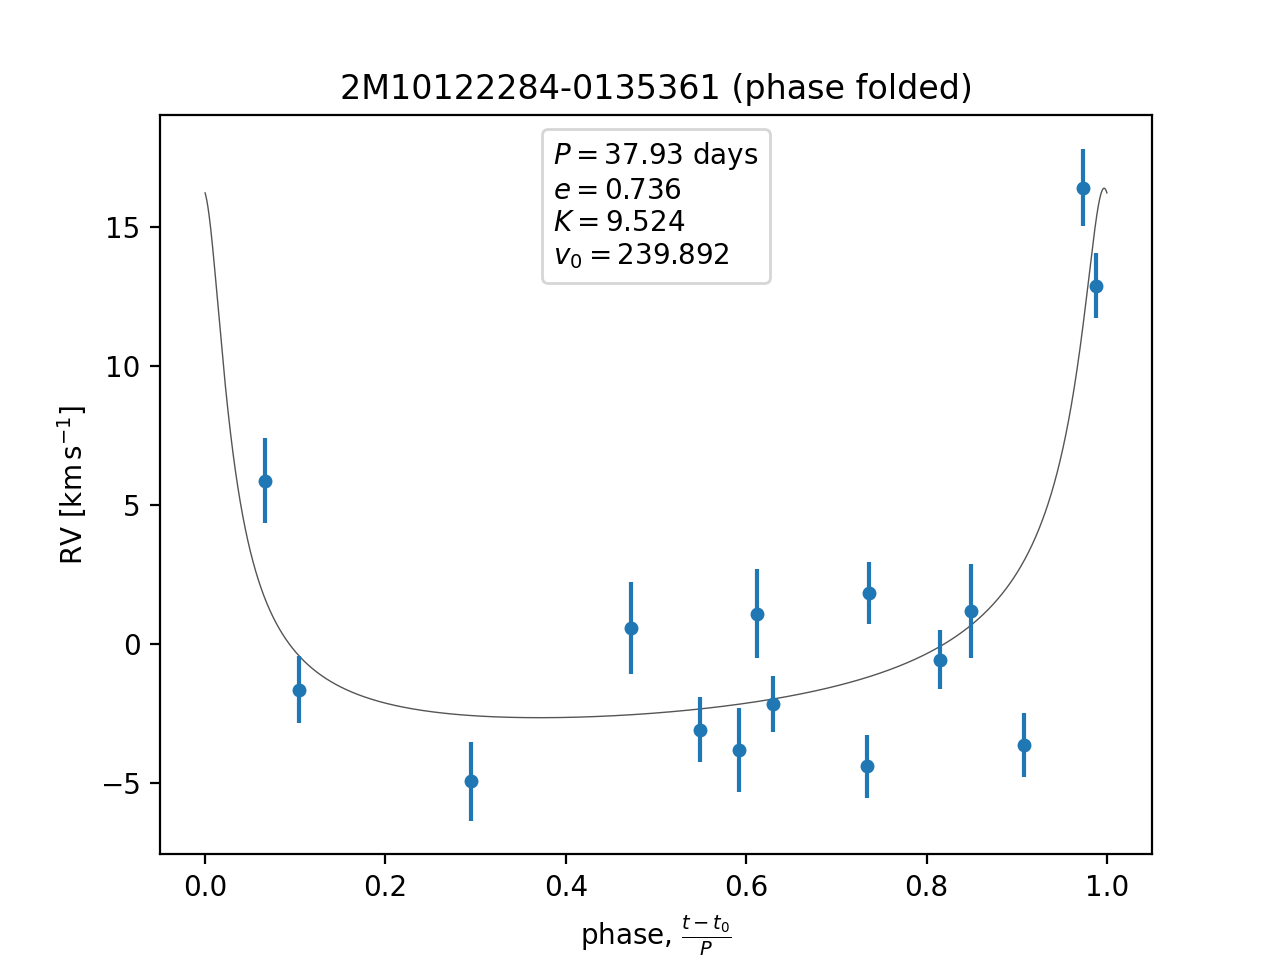 2M10122284-0135361 (phase folded)
P = 37.93 days
e = 0.736
K = 9.524
v₀ = 239.892
RV [km s⁻¹]
15
10
5
0
−5
0.0 0.2 0.4 0.6 0.8 1.0
phase, (t − t₀)/P